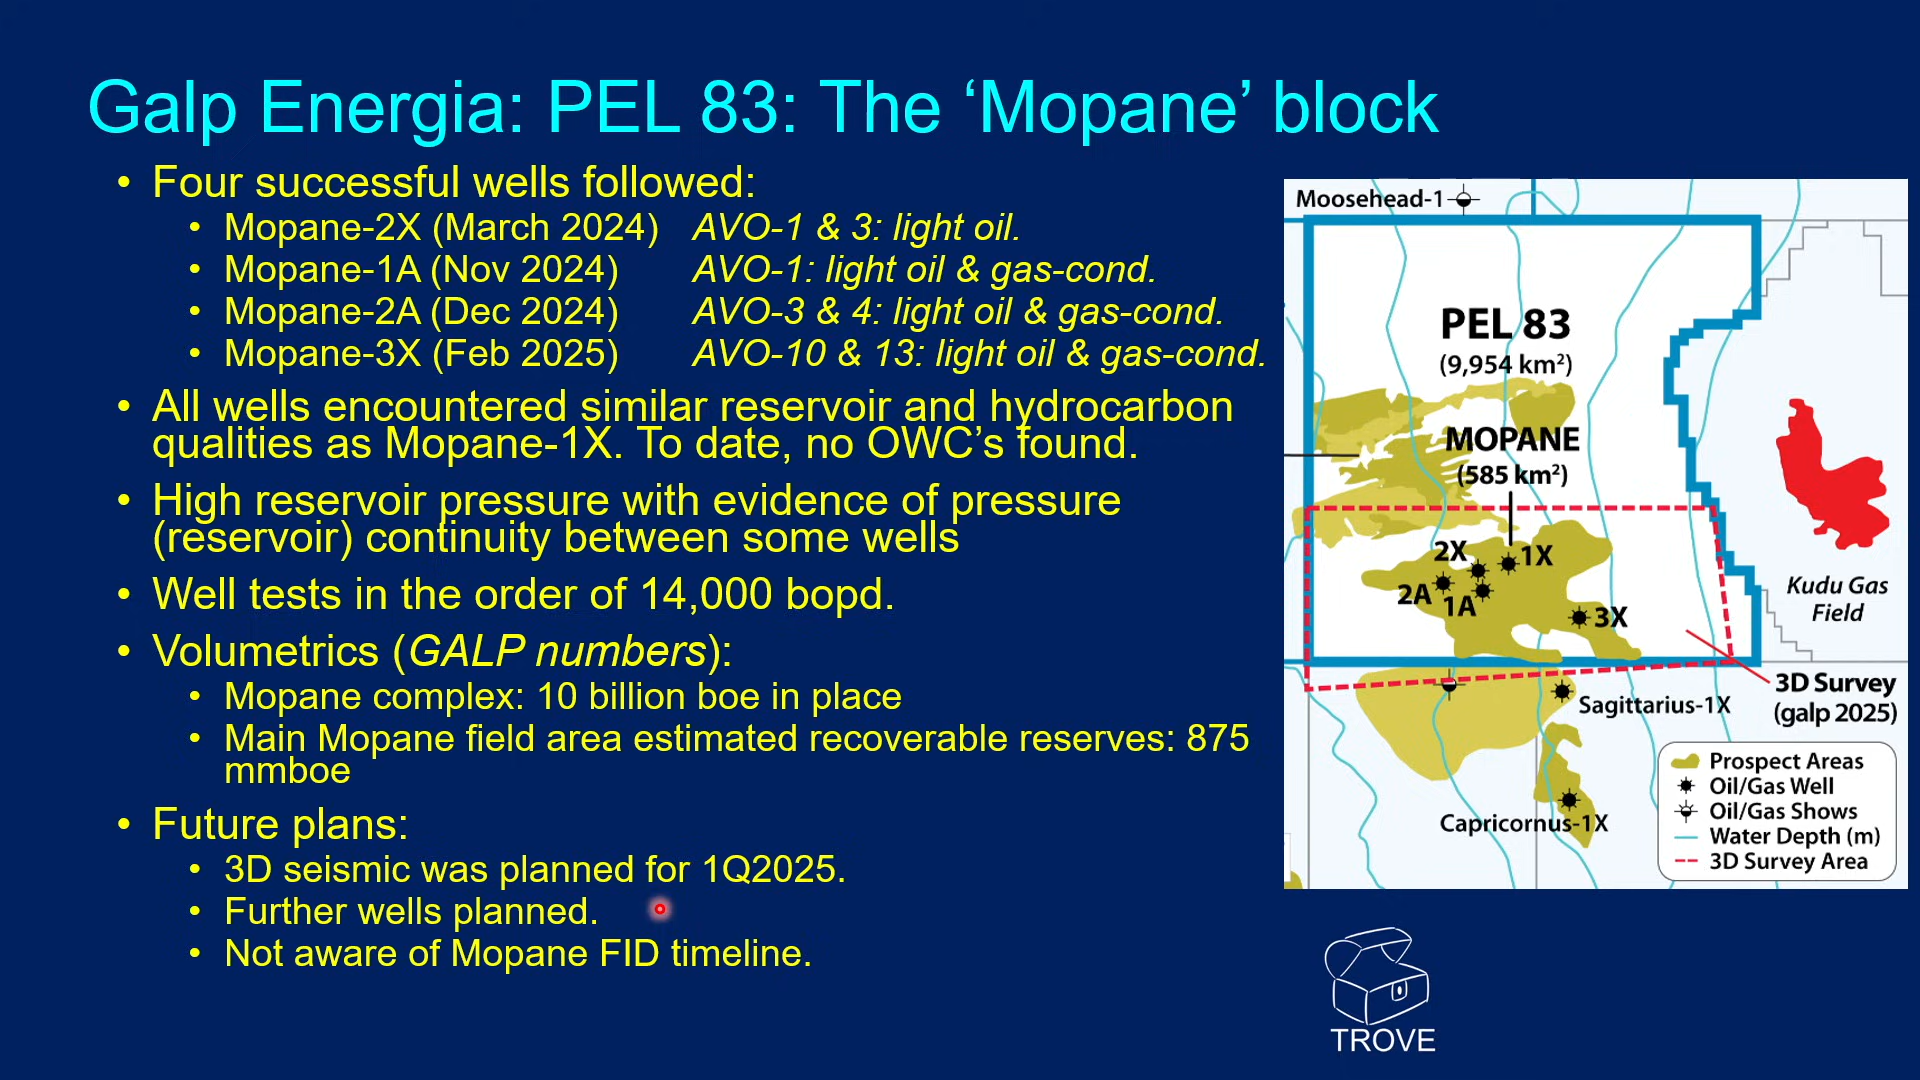 Galp Energia: PEL 83: The ‘Mopane’ block
• Four successful wells followed:
• Mopane-2X (March 2024) AVO-1 & 3: light oil.
• Mopane-1A (Nov 2024) AVO-1: light oil & gas-cond.
• Mopane-2A (Dec 2024) AVO-3 & 4: light oil & gas-cond.
• Mopane-3X (Feb 2025) AVO-10 & 13: light oil & gas-cond.
• All wells encountered similar reservoir and hydrocarbon
qualities as Mopane-1X. To date, no OWC’s found.
• High reservoir pressure with evidence of pressure
(reservoir) continuity between some wells
• Well tests in the order of 14,000 bopd.
• Volumetrics (GALP numbers):
• Mopane complex: 10 billion boe in place
• Main Mopane field area estimated recoverable reserves: 875
mmboe
• Future plans:
• 3D seismic was planned for 1Q2025.
• Further wells planned.
• Not aware of Mopane FID timeline.
Moosehead-1
PEL 83
(9,954 km²)
MOPANE
(585 km²)
2X
1X
2A
1A
3X
Kudu Gas
Field
3D Survey
(galp 2025)
Sagittarius-1X
Capricornus-1X
Prospect Areas
Oil/Gas Well
Oil/Gas Shows
Water Depth (m)
3D Survey Area
TROVE